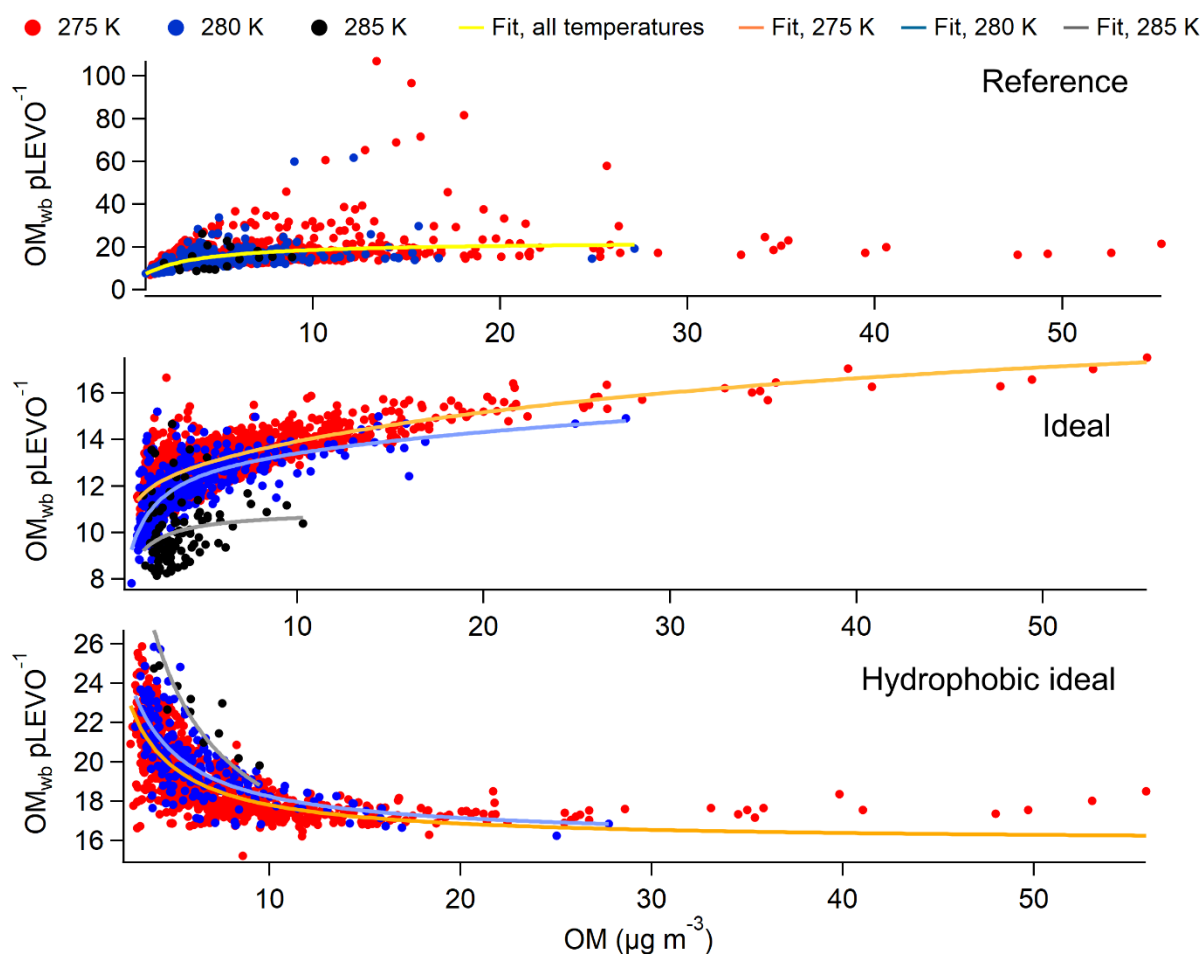 275 K 280 K 285 K Fit, all temperatures Fit, 275 K Fit, 280 K Fit, 285 K
Reference
OM_wb pLEVO⁻¹
100
80
60
40
20
0
10 20 30 40 50
Ideal
OM_wb pLEVO⁻¹
16
14
12
10
8
10 20 30 40 50
Hydrophobic ideal
OM_wb pLEVO⁻¹
26
24
22
20
18
16
10 20 30 40 50
OM (µg m⁻³)